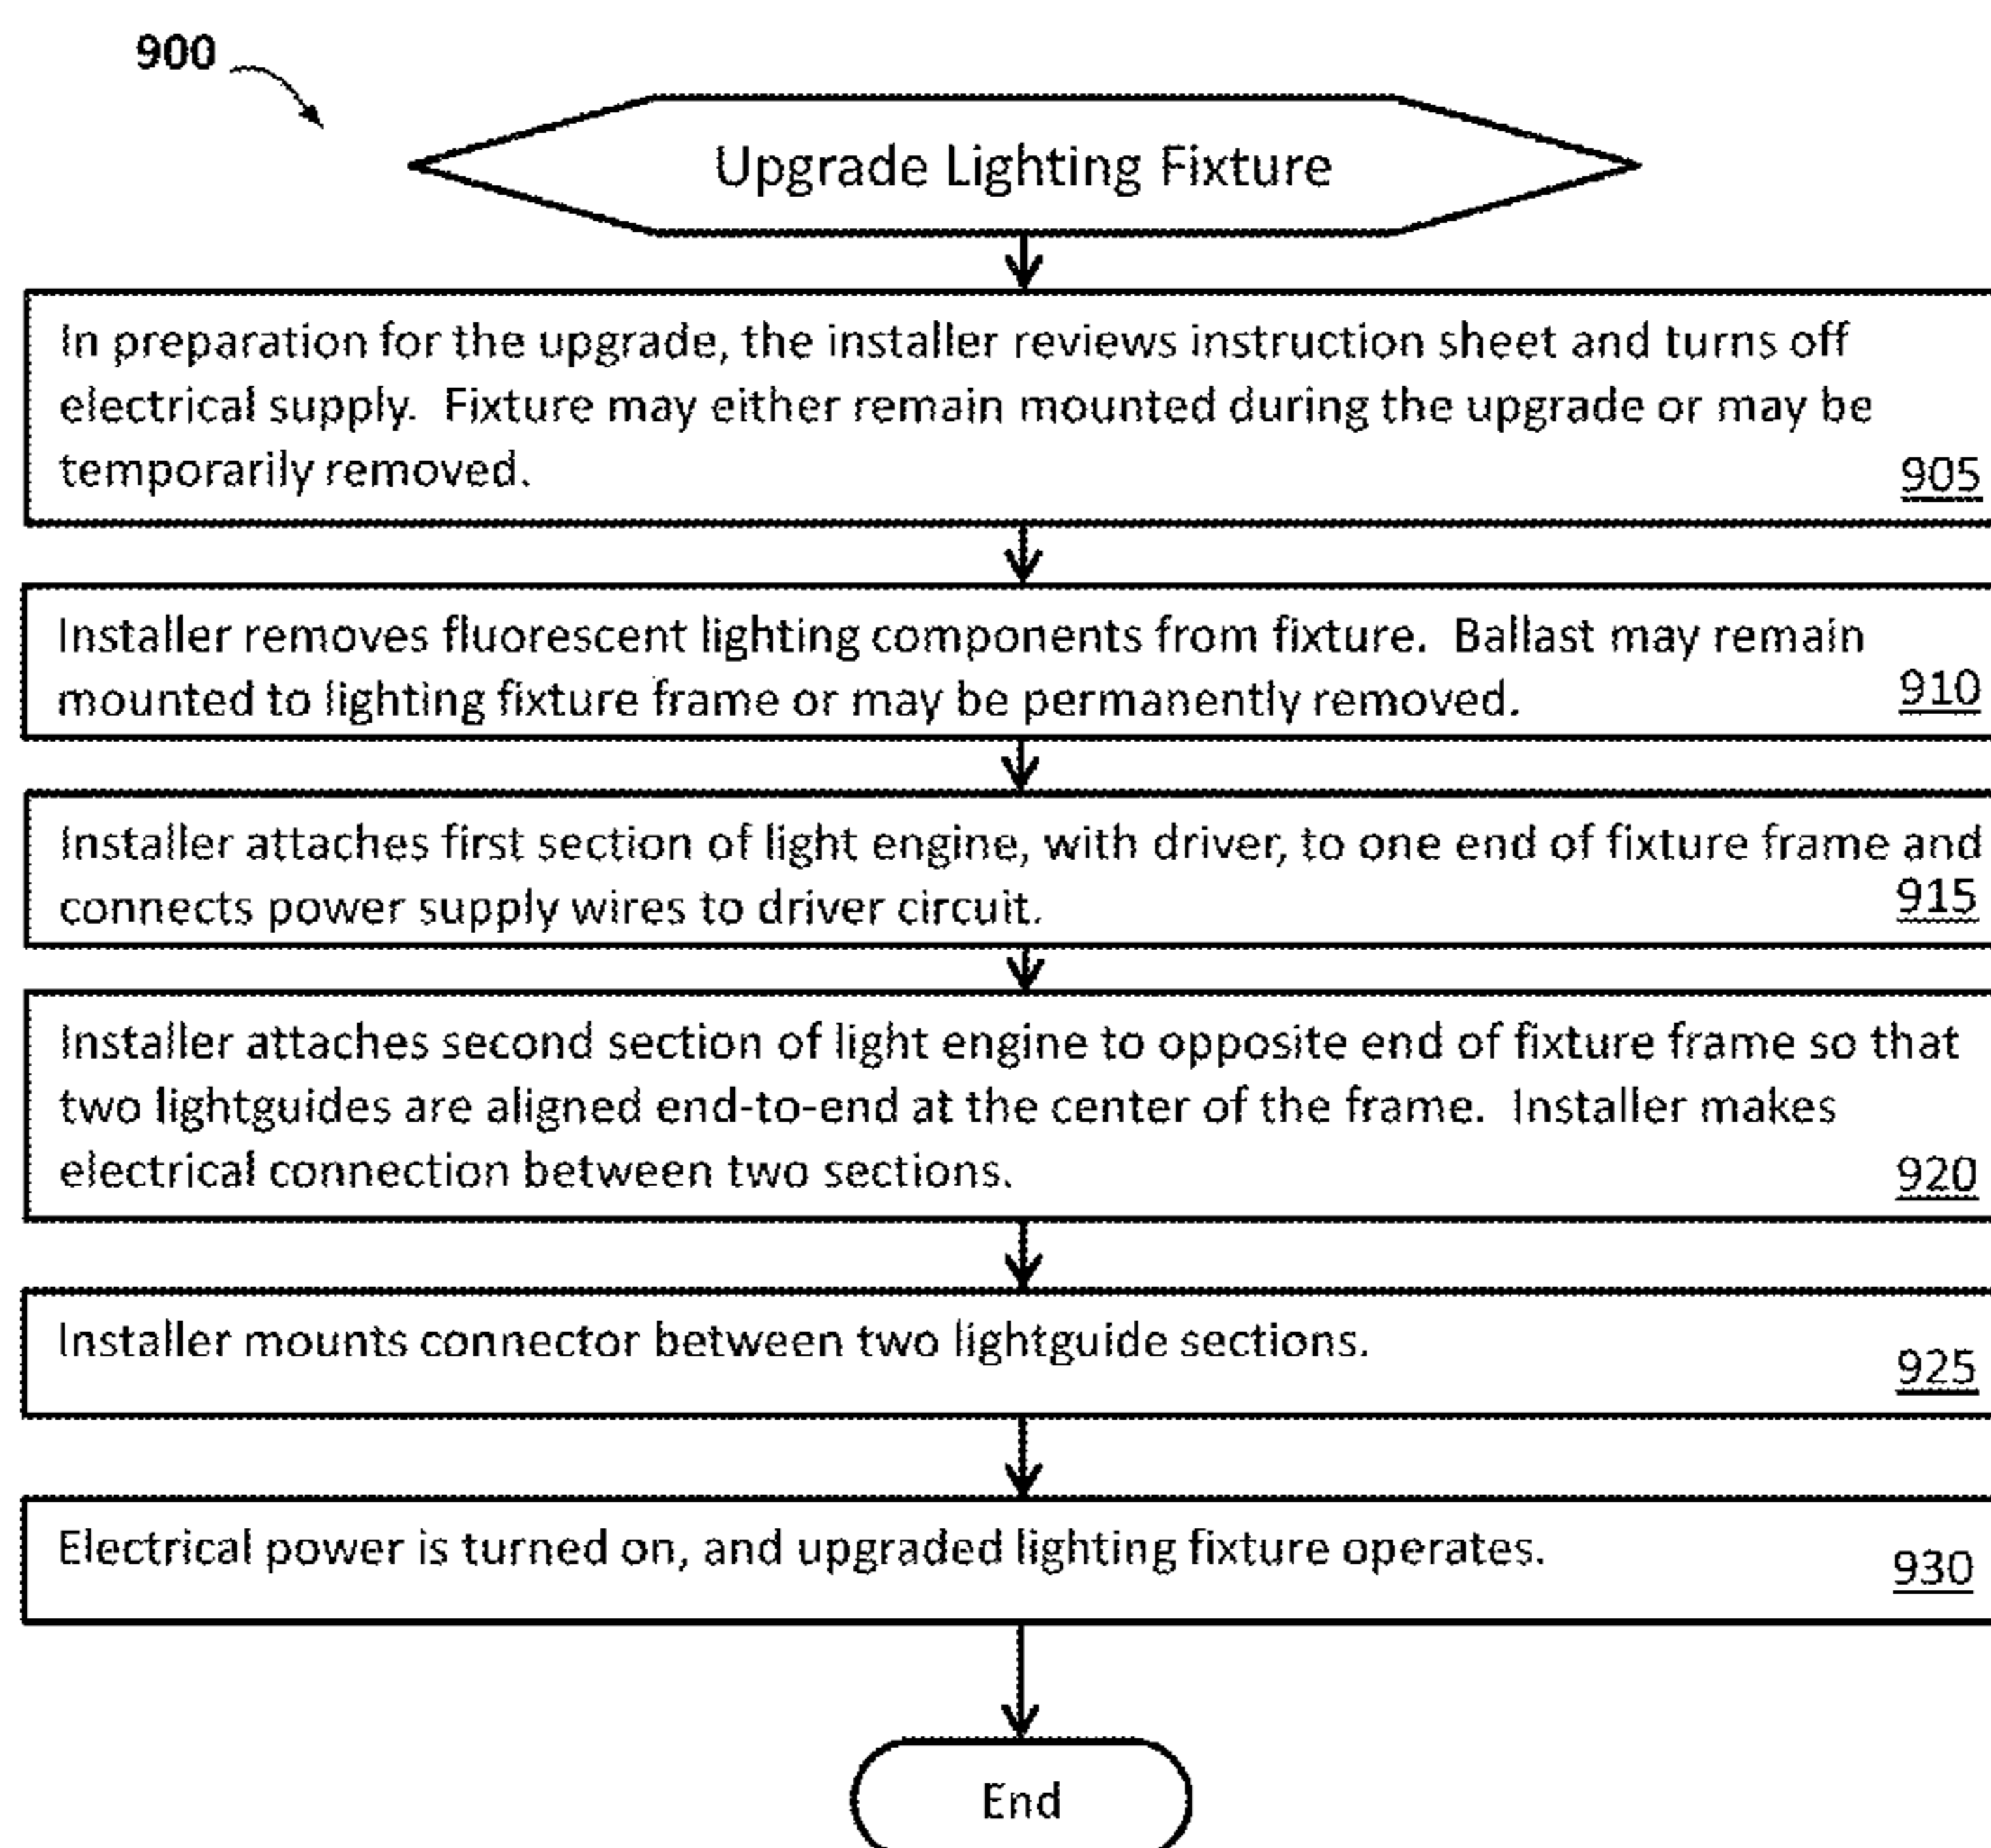 900
Upgrade Lighting Fixture
In preparation for the upgrade, the installer reviews instruction sheet and turns off
electrical supply.  Fixture may either remain mounted during the upgrade or may be
temporarily removed.
905
Installer removes fluorescent lighting components from fixture.  Ballast may remain
mounted to lighting fixture frame or may be permanently removed.
910
Installer attaches first section of light engine, with driver, to one end of fixture frame and
connects power supply wires to driver circuit.
915
Installer attaches second section of light engine to opposite end of fixture frame so that
two lightguides are aligned end-to-end at the center of the frame.  Installer makes
electrical connection between two sections.
920
Installer mounts connector between two lightguide sections.
925
Electrical power is turned on, and upgraded lighting fixture operates.
930
End